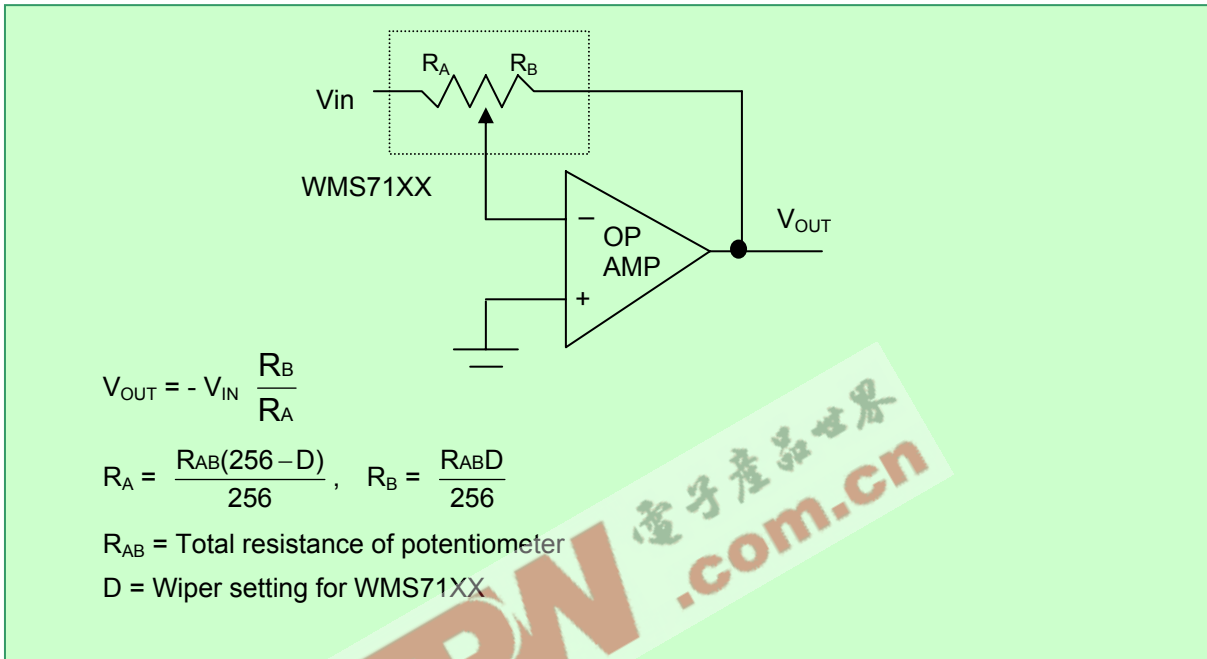 R_A R_B
Vin
WMS71XX
−
OP
AMP
+
V_OUT
V_OUT = - V_IN R_B / R_A
R_A = R_AB(256 – D) / 256 , R_B = R_ABD / 256
R_AB = Total resistance of potentiometer
D = Wiper setting for WMS71XX
電子產品世界
.com.cn